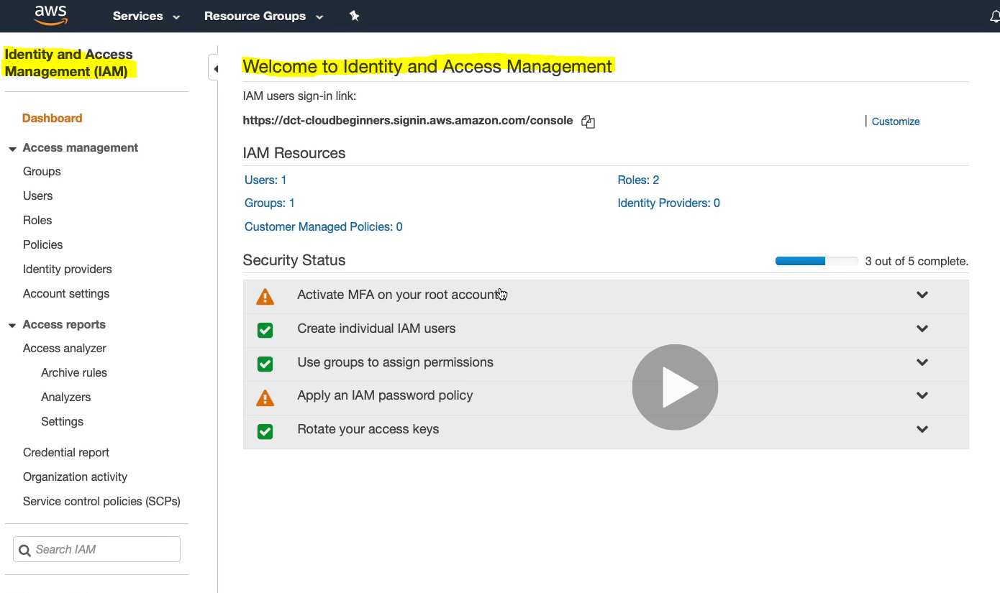 aws
Services
Resource Groups
Identity and Access
Management (IAM)
Dashboard
Access management
Groups
Users
Roles
Policies
Identity providers
Account settings
Access reports
Access analyzer
Archive rules
Analyzers
Settings
Credential report
Organization activity
Service control policies (SCPs)
Search IAM
Welcome to Identity and Access Management
IAM users sign-in link:
https://dct-cloudbeginners.signin.aws.amazon.com/console
Customize
IAM Resources
Users: 1
Roles: 2
Groups: 1
Identity Providers: 0
Customer Managed Policies: 0
Security Status
3 out of 5 complete.
Activate MFA on your root account
Create individual IAM users
Use groups to assign permissions
Apply an IAM password policy
Rotate your access keys